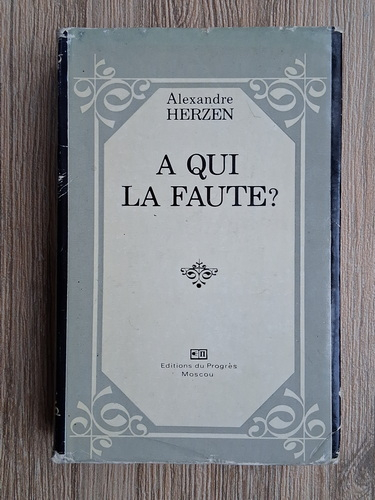 Alexandre
HERZEN
A QUI
LA FAUTE?
Editions du Progrès
Moscou